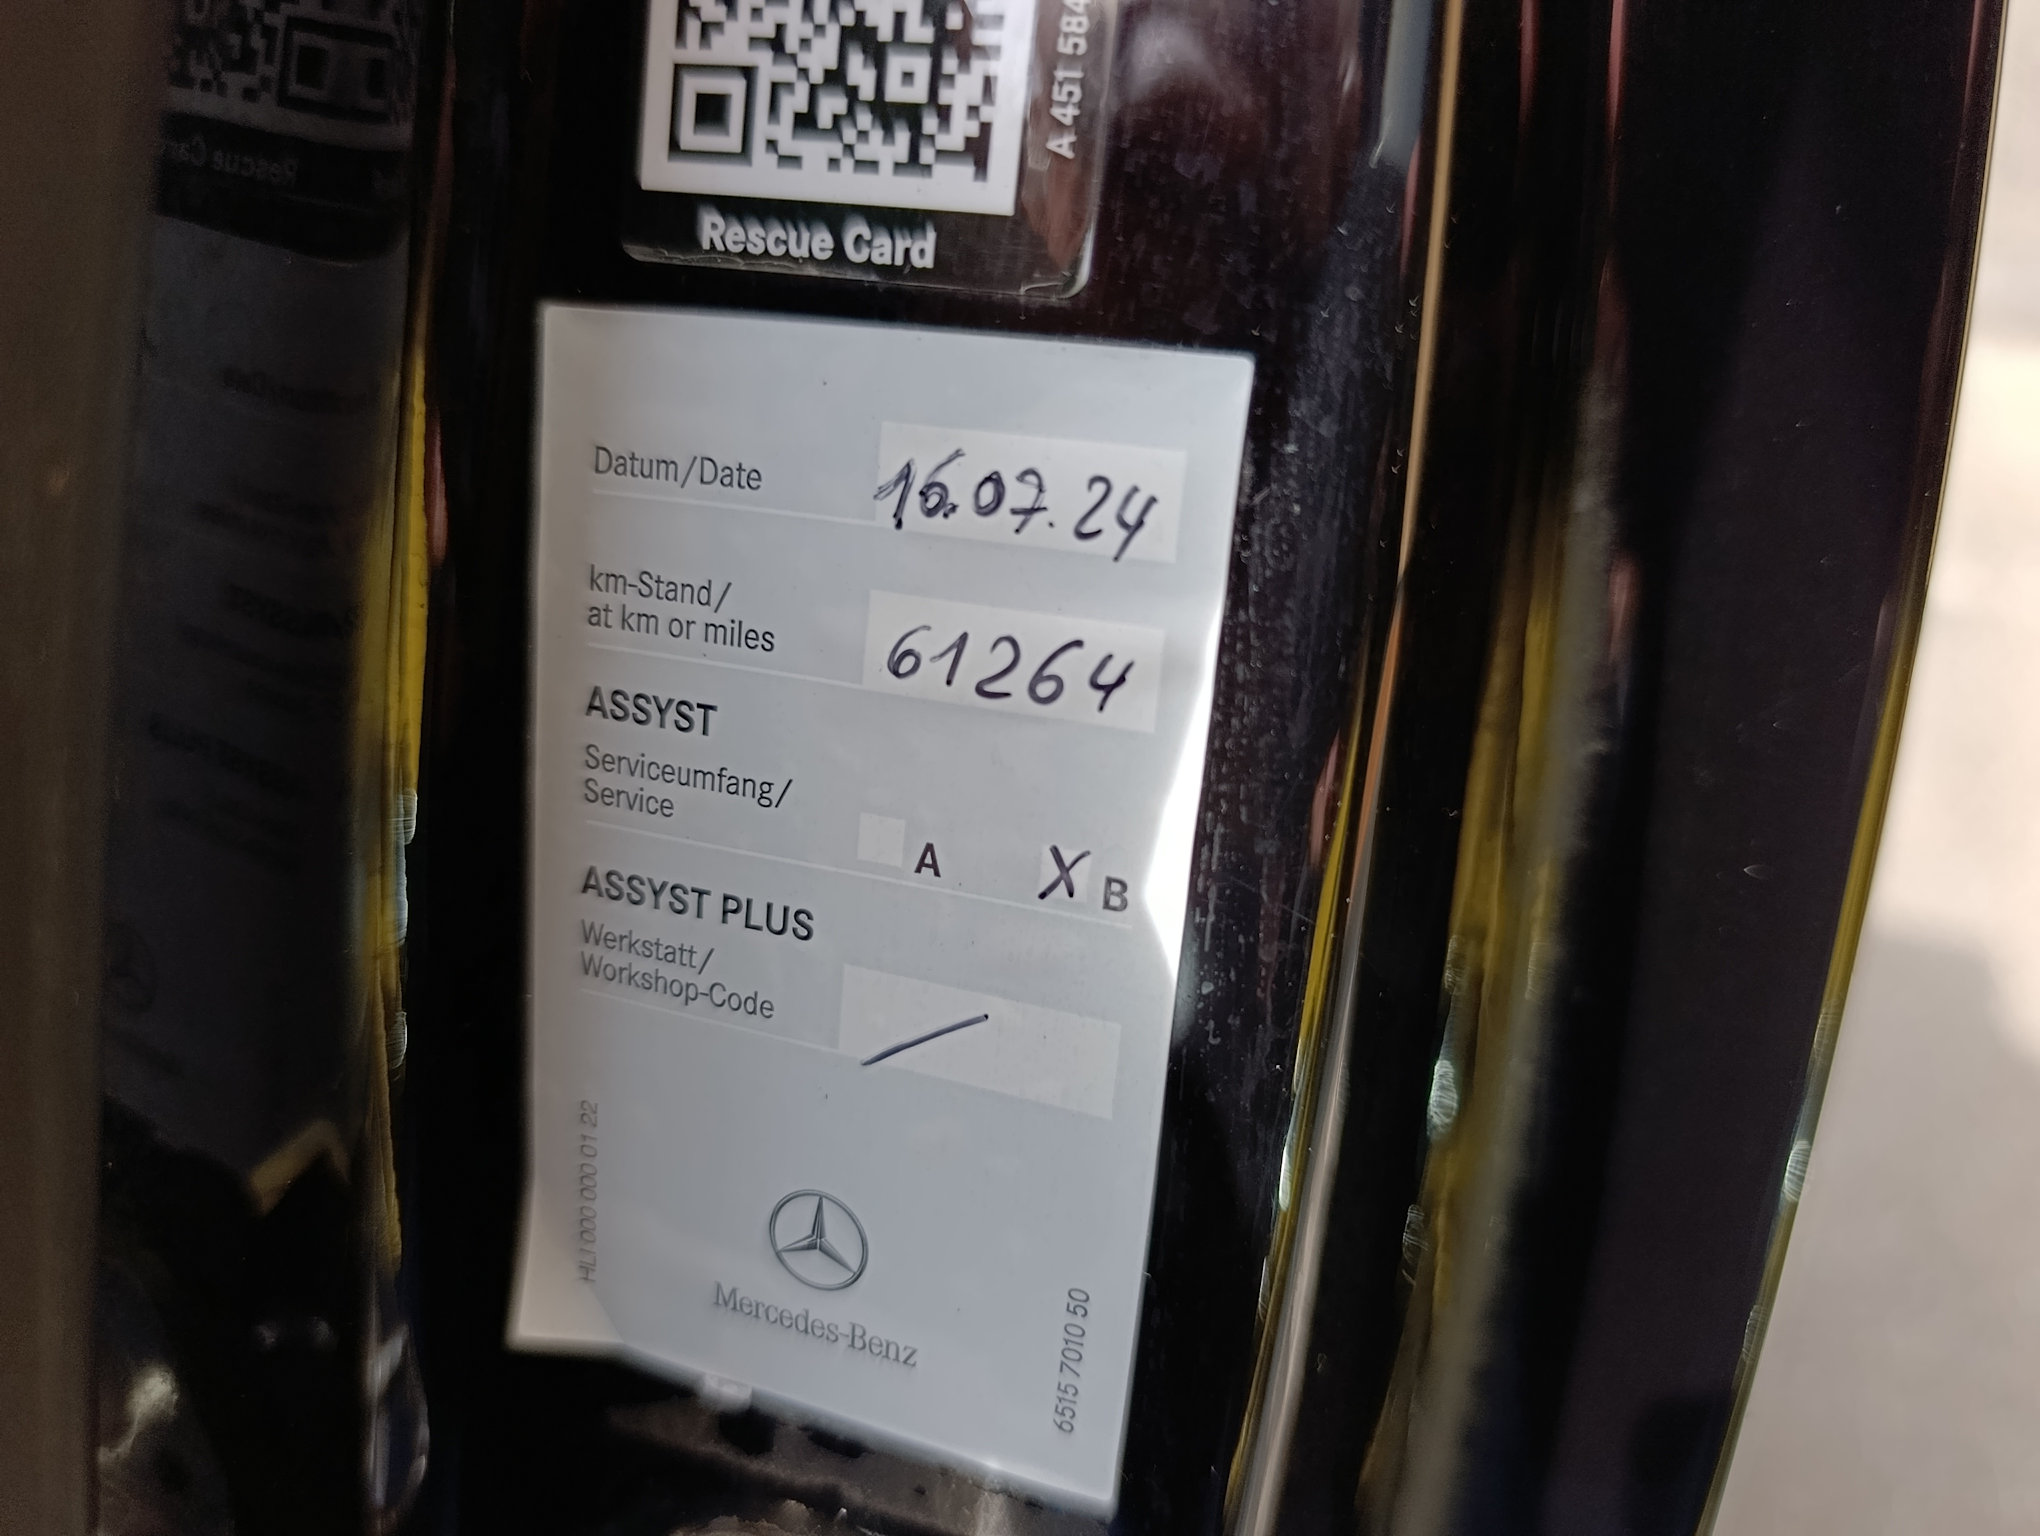 A 451 584
Rescue Card
Datum/Date 16.07.24
km-Stand/
at km or miles 61264
ASSYST
Serviceumfang/
Service A X B
ASSYST PLUS
Werkstatt/
Workshop-Code /
HLI 000 000 01 22
Mercedes-Benz
6515 7010 50